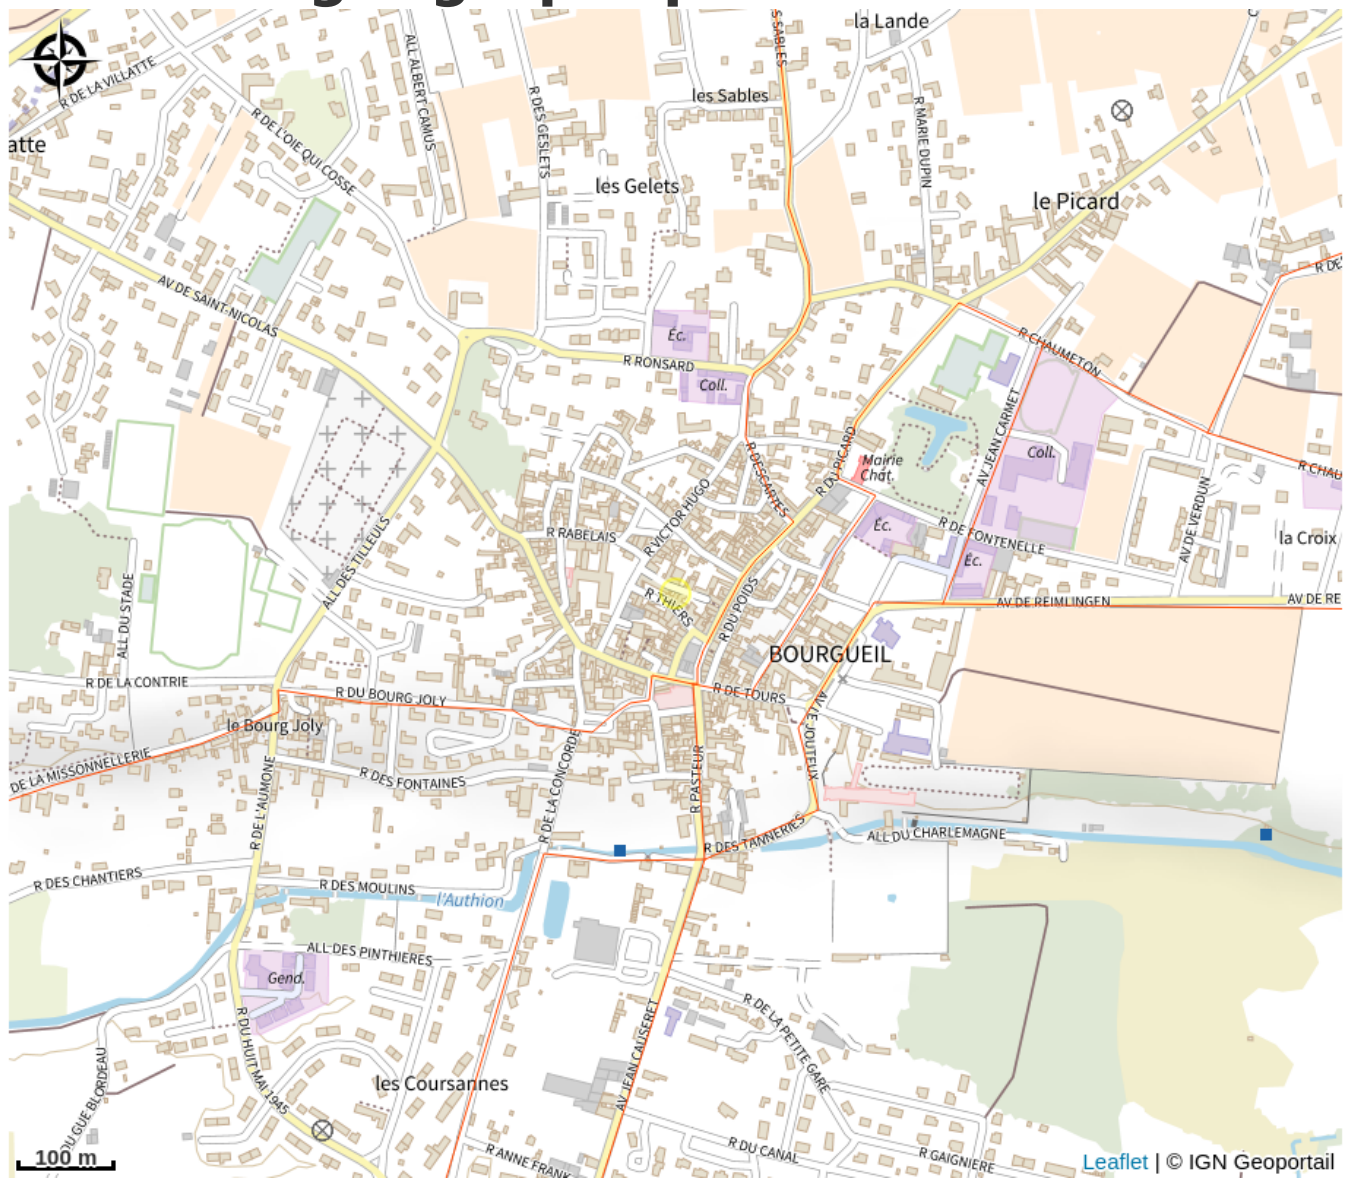 la Lande
R DE LA VILLATTE
ALL ALBERT CAMUS
R DES GESLETS
S SABLES
les Sables
R MARIE DUPIN
R DE L'OIE QUI COSSE
atte
les Gelets
le Picard
R DE
AV DE SAINT-NICOLAS
Éc.
R RONSARD
Coll.
R CHAUMETON
AV JEAN CARMET
R DESCARTES
R DU PICARD
Mairie
Chât.
Coll.
R CHAU
R VICTOR HUGO
AV DE VERDUN
R RABELAIS
Éc.
R DE FONTENELLE
la Croix
ALL DES TILLEULS
Éc.
R THIERS
R DU POIDS
AV DE REIMLINGEN
AV DE RE
ALL DU STADE
BOURGUEIL
R DE LA CONTRIE
R DU BOURG JOLY
R DE TOURS
le Bourg Joly
AV LE JOUTEUX
DE LA MISSONNELLERIE
R DES FONTAINES
R DE LA CONCORDE
R PASTEUR
R DE L'AUMONE
R DES TANNERIES
ALL DU CHARLEMAGNE
R DES CHANTIERS
R DES MOULINS
l'Authion
ALL DES PINTHIERES
Gend.
R DE LA PETITE GARE
R DU HUIT MAI 1945
AV JEAN CAUSERET
les Coursannes
DU GUE BLORDEAU
R ANNE FRANK
R DU CANAL
R GAIGNIERE
100 m
Leaflet | © IGN Geoportail